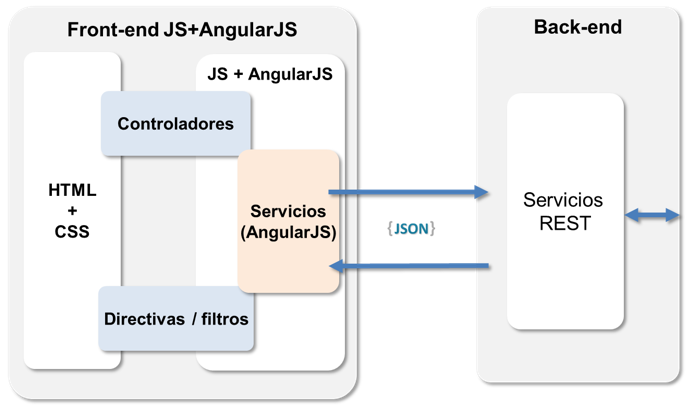 Front-end JS+AngularJS
Back-end
JS + AngularJS
Controladores
HTML
+
CSS
Servicios
(AngularJS)
{JSON}
Servicios
REST
Directivas / filtros